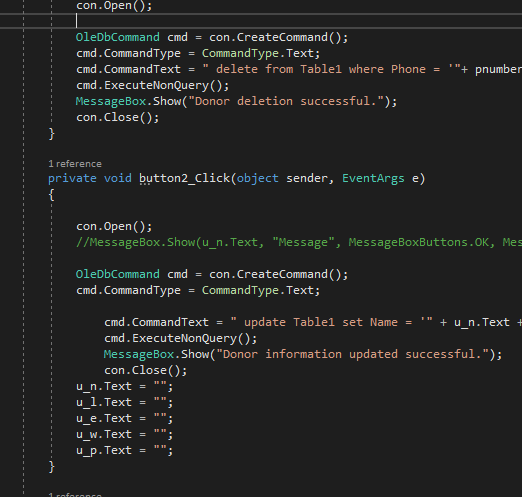 con.Open();
OleDbCommand cmd = con.CreateCommand();
cmd.CommandType = CommandType.Text;
cmd.CommandText = " delete from Table1 where Phone = '"+ pnumber
cmd.ExecuteNonQuery();
MessageBox.Show("Donor deletion successful.");
con.Close();
}
1 reference
private void button2_Click(object sender, EventArgs e)
{
con.Open();
//MessageBox.Show(u_n.Text, "Message", MessageBoxButtons.OK, Mes
OleDbCommand cmd = con.CreateCommand();
cmd.CommandType = CommandType.Text;
cmd.CommandText = " update Table1 set Name = '" + u_n.Text +
cmd.ExecuteNonQuery();
MessageBox.Show("Donor information updated successful.");
con.Close();
u_n.Text = "";
u_l.Text = "";
u_e.Text = "";
u_w.Text = "";
u_p.Text = "";
}
1 reference